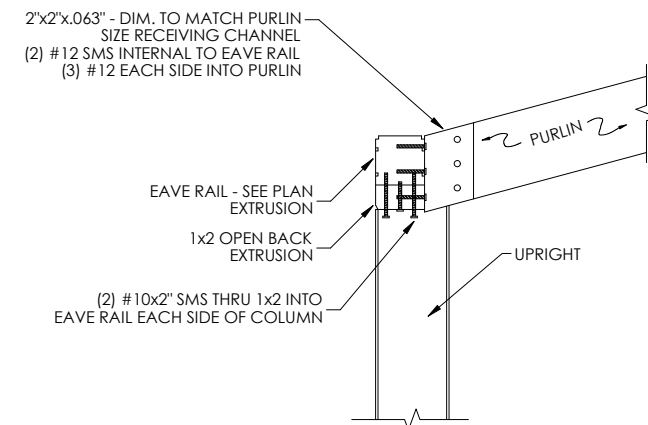 2"x2"x.063" - DIM. TO MATCH PURLIN
SIZE RECEIVING CHANNEL
(2) #12 SMS INTERNAL TO EAVE RAIL
(3) #12 EACH SIDE INTO PURLIN
PURLIN
EAVE RAIL - SEE PLAN
EXTRUSION
1x2 OPEN BACK
EXTRUSION
UPRIGHT
(2) #10x2" SMS THRU 1x2 INTO
EAVE RAIL EACH SIDE OF COLUMN